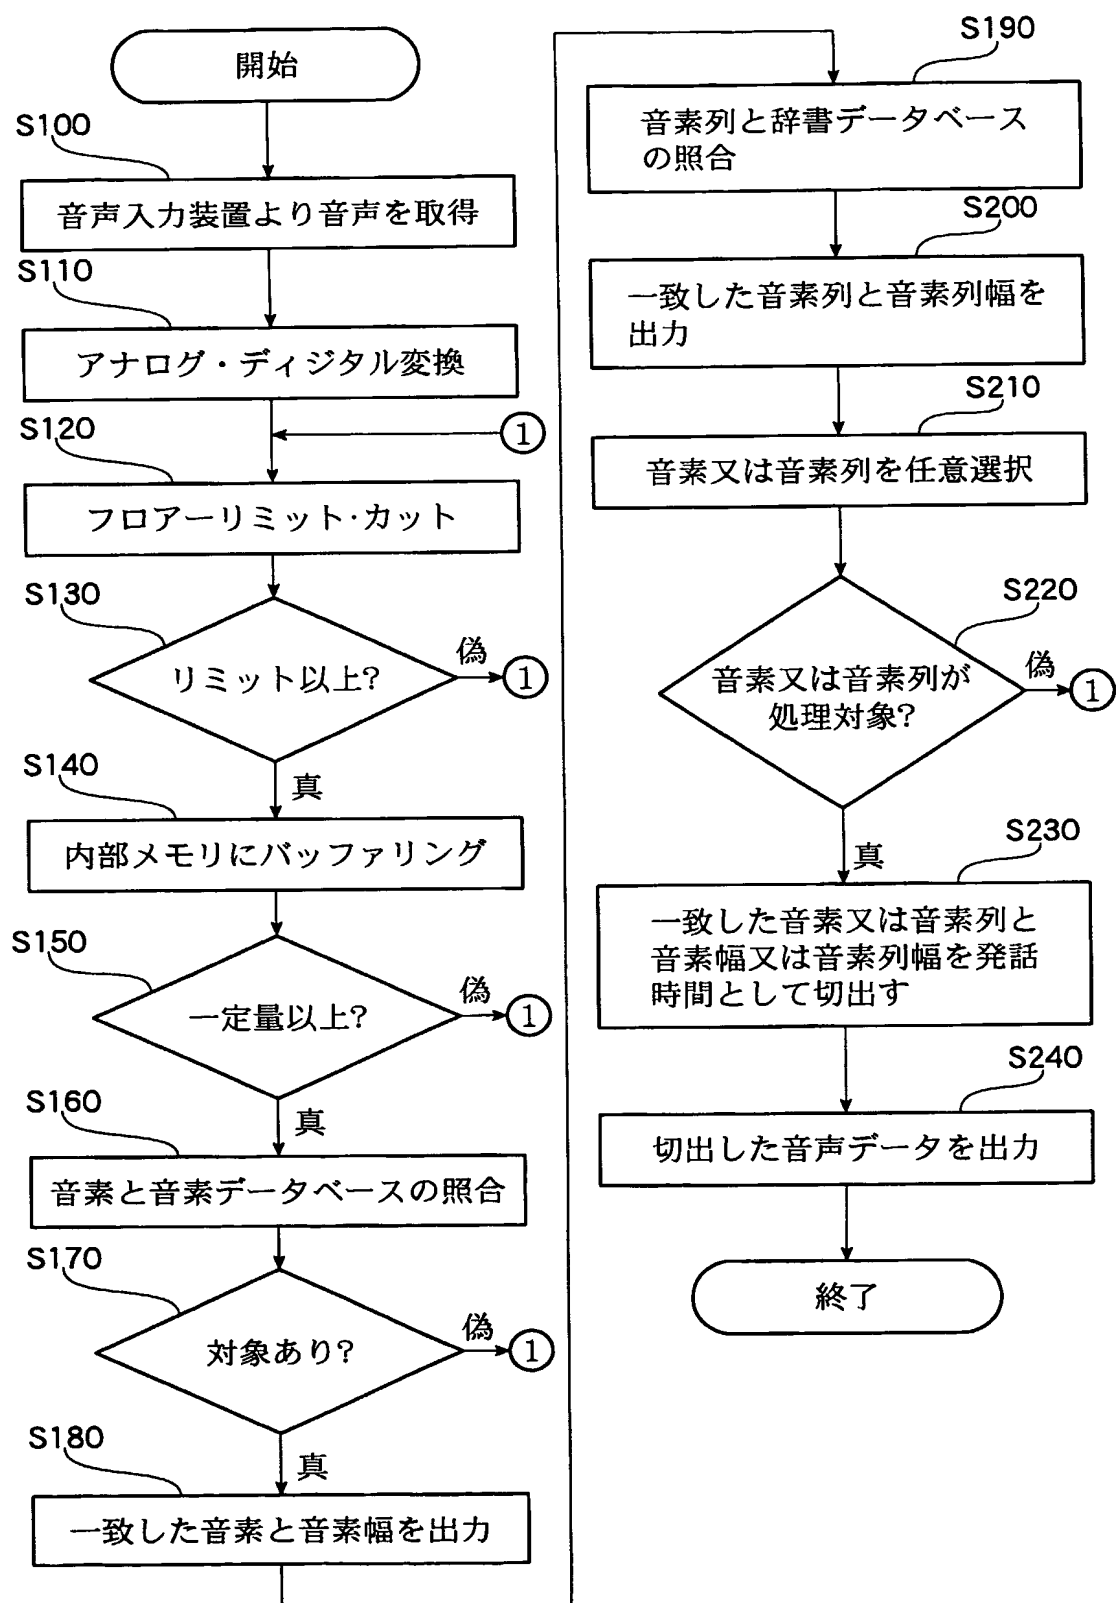 開始
S100
音声入力装置より音声を取得
S110
アナログ・ディジタル変換
S120
①
フロアーリミット・カット
S130
リミット以上?
偽
①
真
S140
内部メモリにバッファリング
S150
一定量以上?
偽
①
真
S160
音素と音素データベースの照合
S170
対象あり?
偽
①
真
S180
一致した音素と音素幅を出力
S190
音素列と辞書データベース
の照合
S200
一致した音素列と音素列幅を
出力
S210
音素又は音素列を任意選択
S220
音素又は音素列が
処理対象?
偽
①
真
S230
一致した音素又は音素列と
音素幅又は音素列幅を発話
時間として切出す
S240
切出した音声データを出力
終了